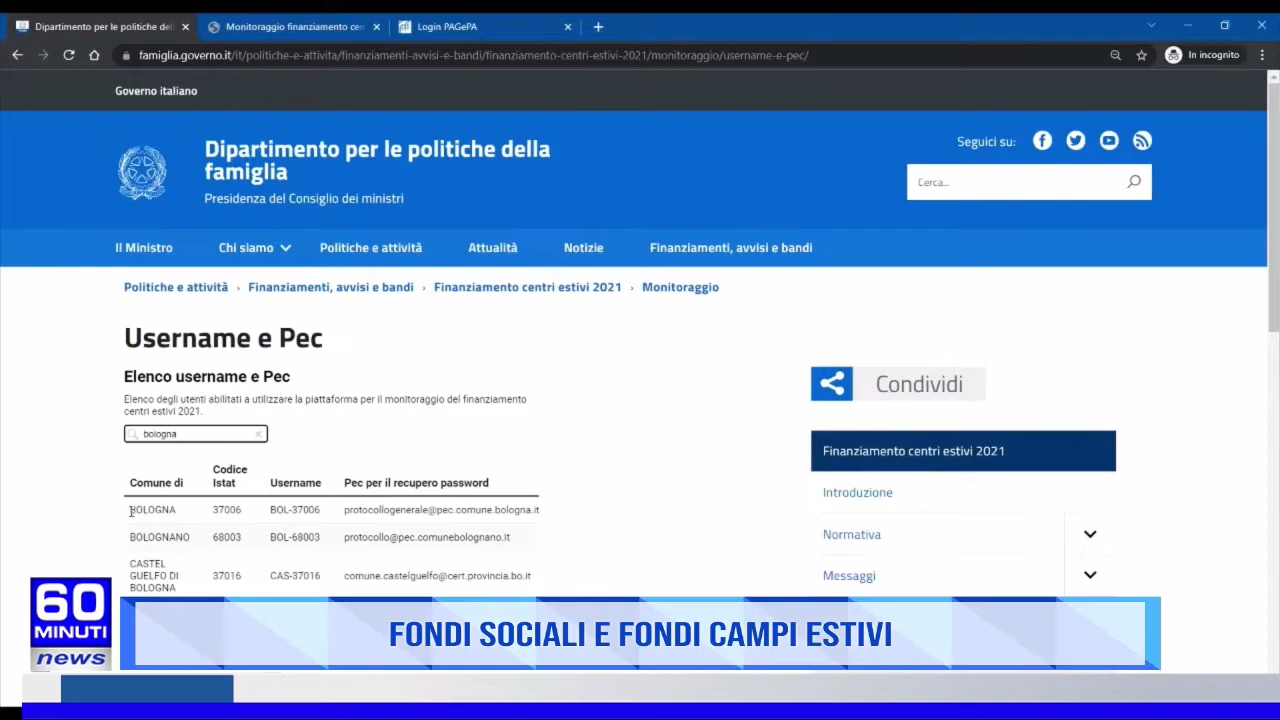 Dipartimento per le politiche del
Monitoraggio finanziamento cen
Login PAGePA
famiglia.governo.it/it/politiche-e-attivita/finanziamenti-avvisi-e-bandi/finanziamento-centri-estivi-2021/monitoraggio/username-e-pec/
In incognito
Governo italiano
Dipartimento per le politiche della
famiglia
Presidenza del Consiglio dei ministri
Seguici su:
Cerca...
Il Ministro Chi siamo Politiche e attività Attualità Notizie Finanziamenti, avvisi e bandi
Politiche e attività › Finanziamenti, avvisi e bandi › Finanziamento centri estivi 2021 › Monitoraggio
Username e Pec
Elenco username e Pec
Elenco degli utenti abilitati a utilizzare la piattaforma per il monitoraggio del finanziamento
centri estivi 2021.
bologna
Comune di Codice Istat Username Pec per il recupero password
BOLOGNA 37006 BOL-37006 protocollogenerale@pec.comune.bologna.it
BOLOGNANO 68003 BOL-68003 protocollo@pec.comunebolognano.it
CASTEL
GUELFO DI
BOLOGNA
37016 CAS-37016 comune.castelguelfo@cert.provincia.bo.it
Condividi
Finanziamento centri estivi 2021
Introduzione
Normativa
Messaggi
60
MINUTI
news
FONDI SOCIALI E FONDI CAMPI ESTIVI